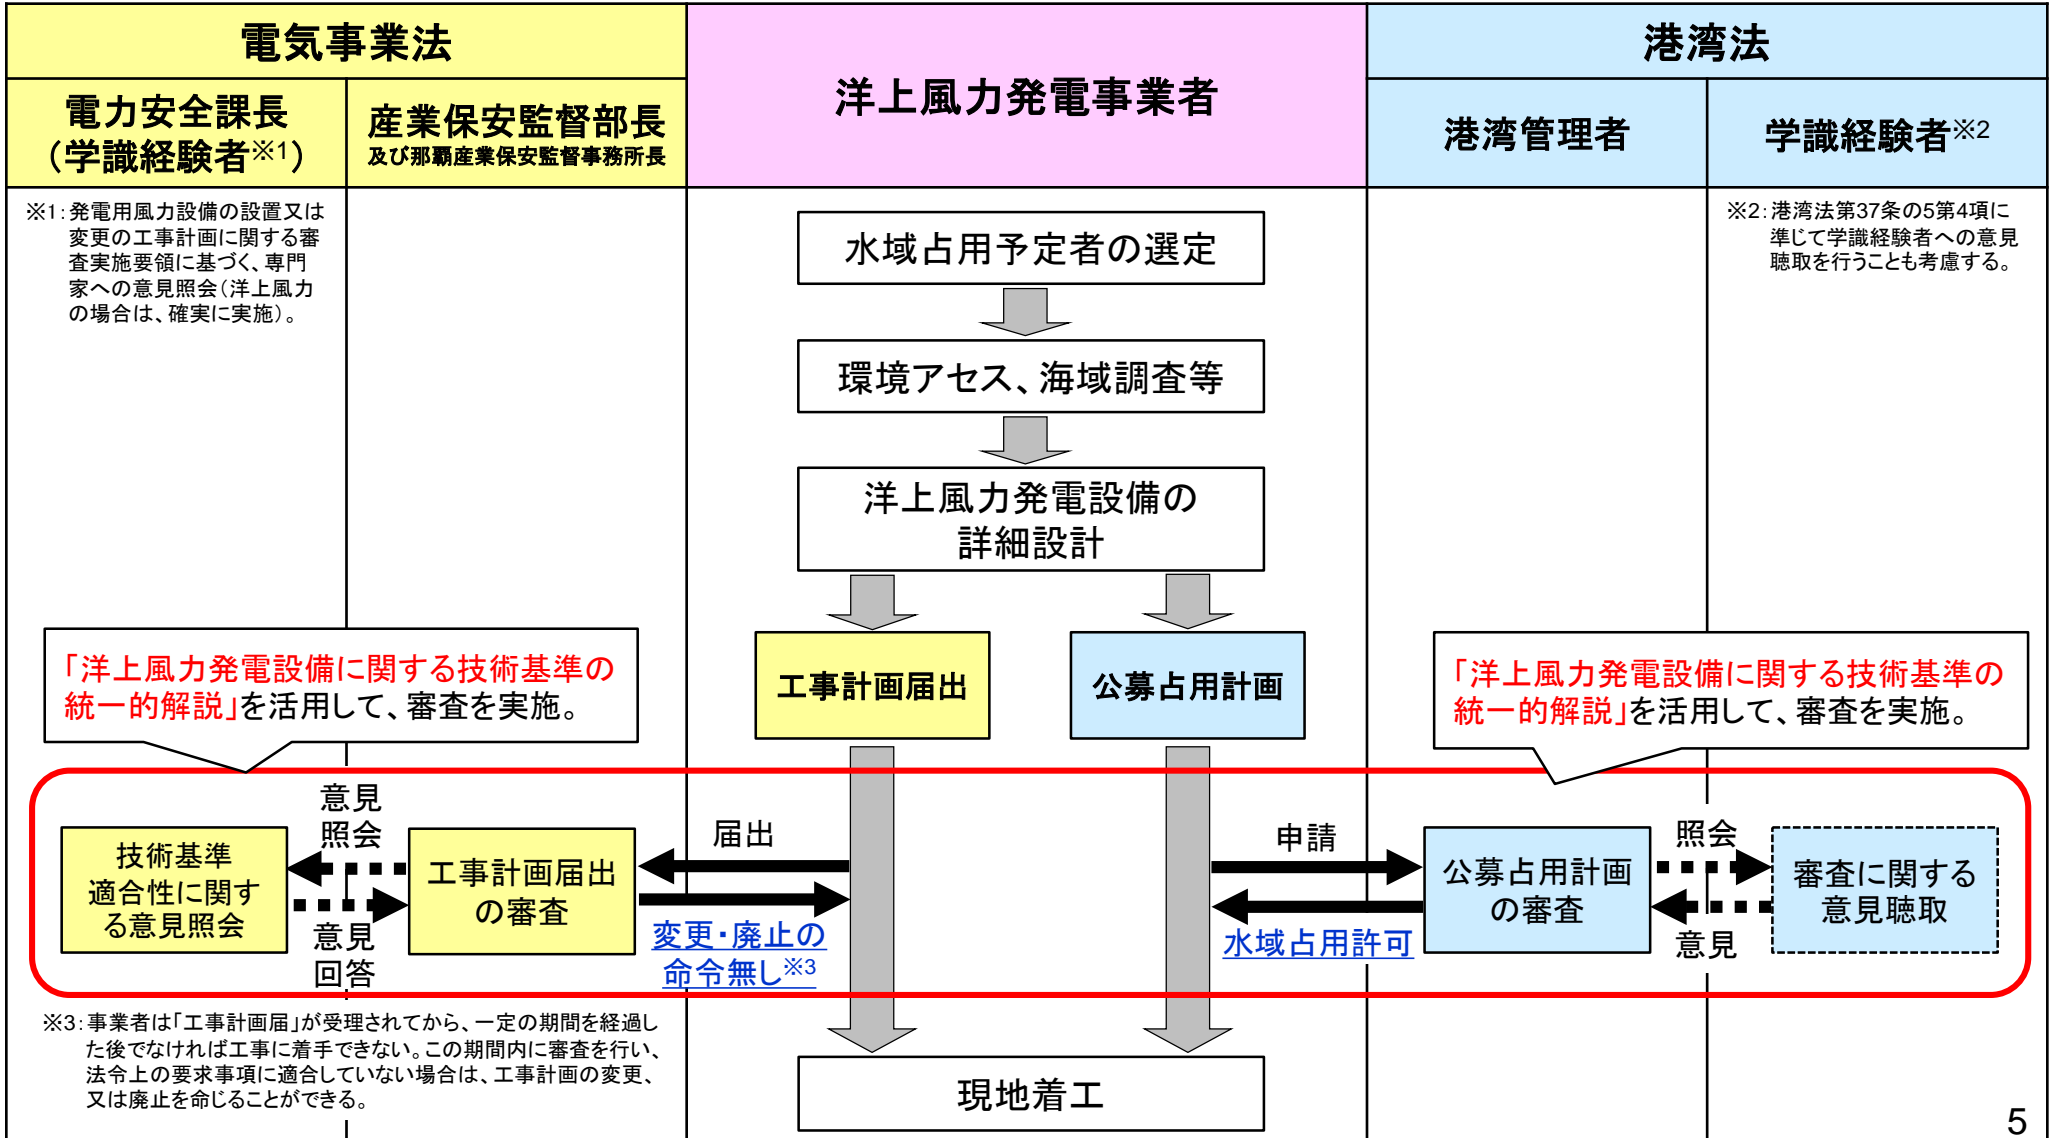 電気事業法
洋上風力発電事業者
港湾法
電力安全課長
（学識経験者※1）
産業保安監督部長
及び那覇産業保安監督事務所長
港湾管理者
学識経験者※2
※1：発電用風力設備の設置又は
変更の工事計画に関する審
査実施要領に基づく、専門
家への意見照会（洋上風力
の場合は、確実に実施）。
※2：港湾法第37条の5第4項に
準じて学識経験者への意見
聴取を行うことも考慮する。
水域占用予定者の選定
環境アセス、海域調査等
洋上風力発電設備の
詳細設計
工事計画届出
公募占用計画
「洋上風力発電設備に関する技術基準の
統一的解説」を活用して、審査を実施。
「洋上風力発電設備に関する技術基準の
統一的解説」を活用して、審査を実施。
技術基準
適合性に関す
る意見照会
意見
照会
意見
回答
工事計画届出
の審査
届出
変更・廃止の
命令無し※3
申請
水域占用許可
公募占用計画
の審査
照会
意見
審査に関する
意見聴取
※3：事業者は「工事計画届」が受理されてから、一定の期間を経過し
た後でなければ工事に着手できない。この期間内に審査を行い、
法令上の要求事項に適合していない場合は、工事計画の変更、
又は廃止を命じることができる。
現地着工
5